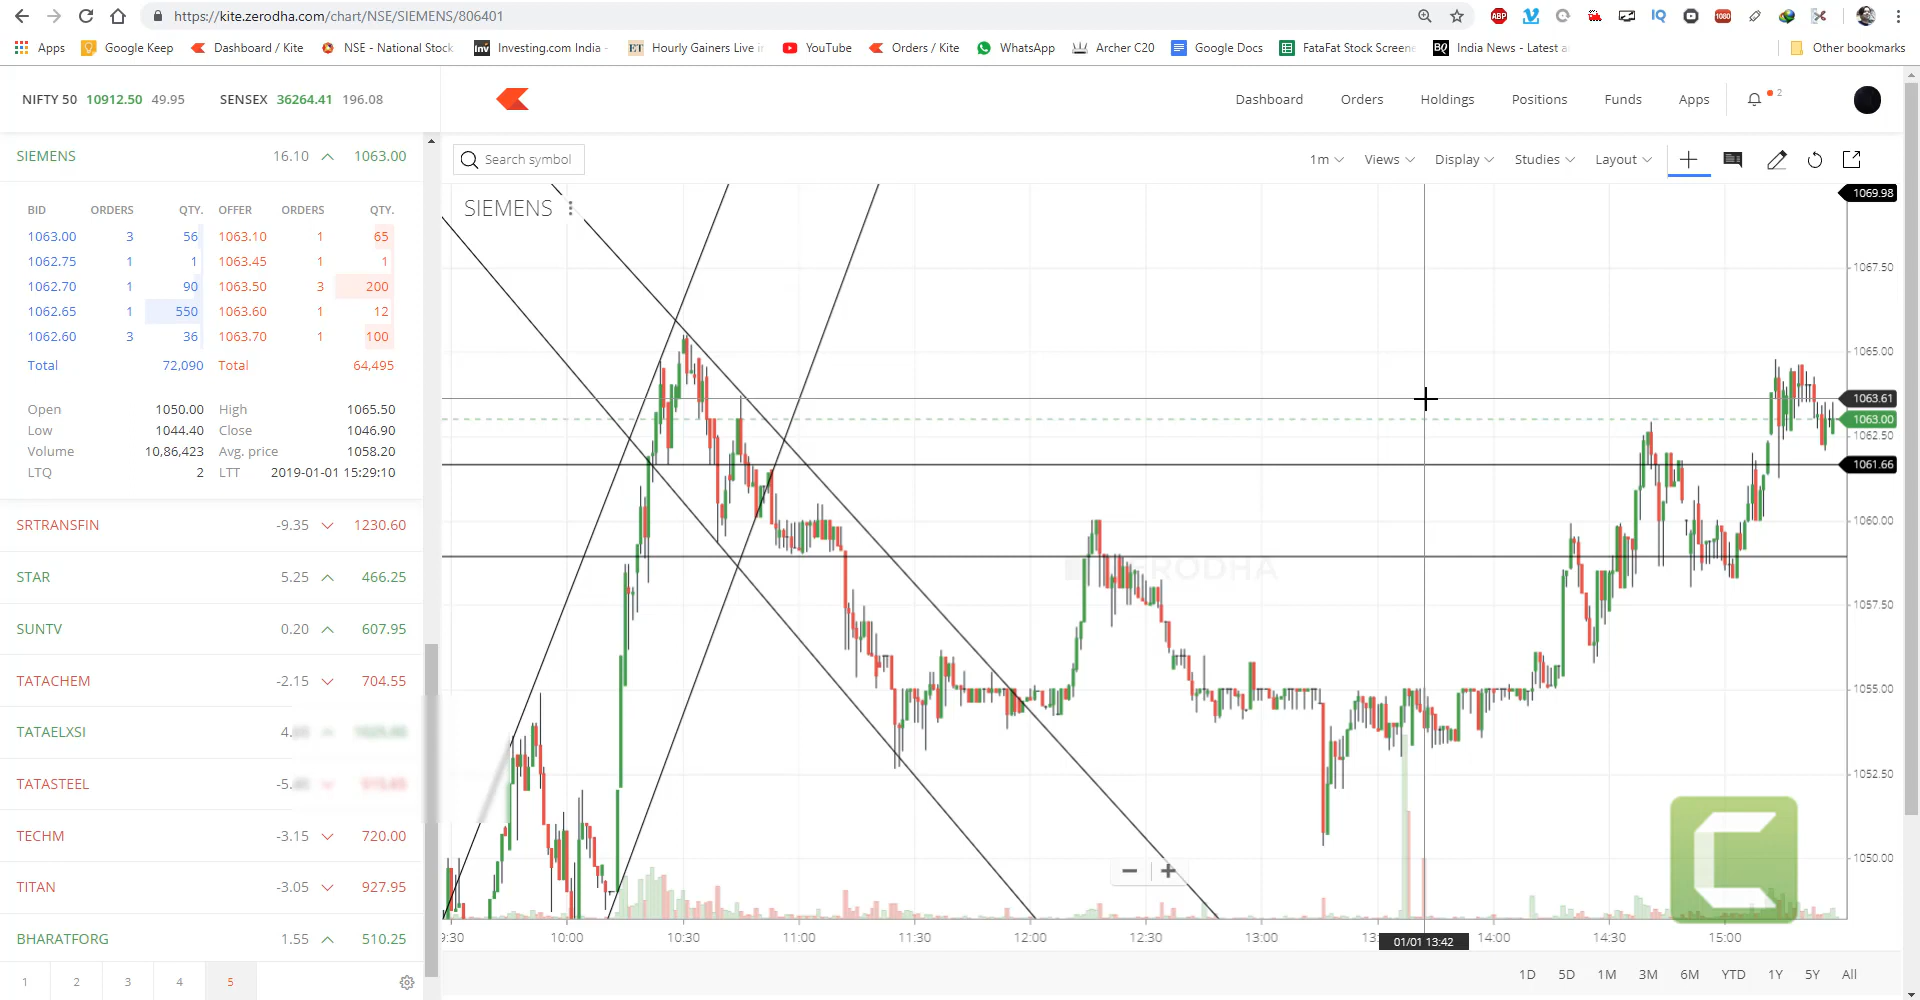 https://kite.zerodha.com/chart/NSE/SIEMENS/806401
ABP
IQ
1080
Apps Google Keep Dashboard / Kite NSE - National Stock Inv Investing.com India - ET Hourly Gainers Live YouTube Orders / Kite WhatsApp Archer C20 Google Docs FataFat Stock Screene BQ India News - Latest Other bookmarks
NIFTY 50 10912.50 49.95 SENSEX 36264.41 196.08
Dashboard Orders Holdings Positions Funds Apps 2
SIEMENS 16.10 1063.00
Search symbol
1m Views Display Studies Layout
BID ORDERS QTY. OFFER ORDERS QTY.
1063.00 3 56 1063.10 1 65
1062.75 1 1 1063.45 1 1
1062.70 1 90 1063.50 3 200
1062.65 1 550 1063.60 1 12
1062.60 3 36 1063.70 1 100
Total 72,090 Total 64,495
Open 1050.00 High 1065.50
Low 1044.40 Close 1046.90
Volume 10,86,423 Avg. price 1058.20
LTQ 2 LTT 2019-01-01 15:29:10
SRTRANSFIN -9.35 1230.60
STAR 5.25 466.25
SUNTV 0.20 607.95
TATACHEM -2.15 704.55
TATAELXSI 4.
TATASTEEL -5.
TECHM -3.15 720.00
TITAN -3.05 927.95
BHARATFORG 1.55 510.25
1 2 3 4 5
SIEMENS
ZERODHA
1069.98
1067.50
1065.00
1063.61
1063.00
1062.50
1061.66
1060.00
1057.50
1055.00
1052.50
1050.00
9:30 10:00 10:30 11:00 11:30 12:00 12:30 13:00 13: 01/01 13:42 14:00 14:30 15:00
1D 5D 1M 3M 6M YTD 1Y 5Y All